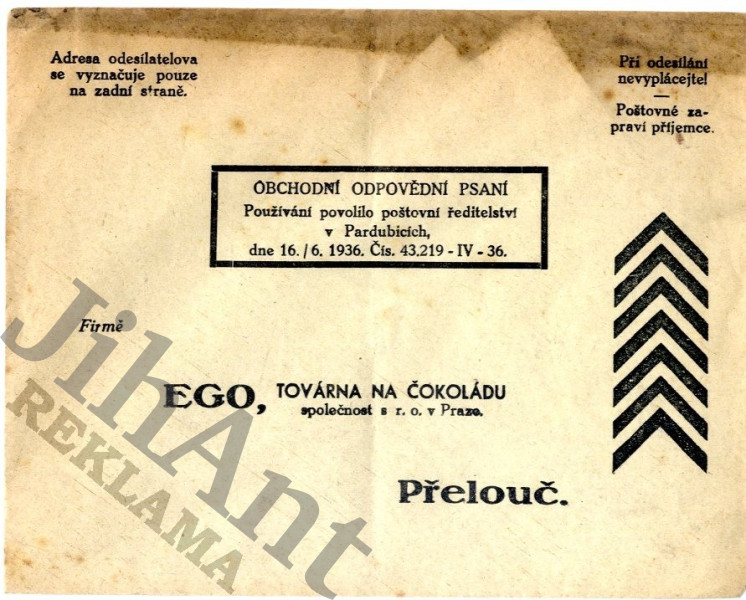 Adresa odesílatelova
se vyznačuje pouze
na zadní straně.
Při odesílání
nevyplácejte!
Poštovné za-
praví příjemce.
OBCHODNÍ ODPOVĚDNÍ PSANÍ
Používání povolilo poštovní ředitelství
v Pardubicích,
dne 16./6. 1936. Čís. 43.219 - IV - 36.
Firmě
EGO, TOVÁRNA NA ČOKOLÁDU
společnost s r. o. v Praze.
Přelouč.
JihAnt
REKLAMA